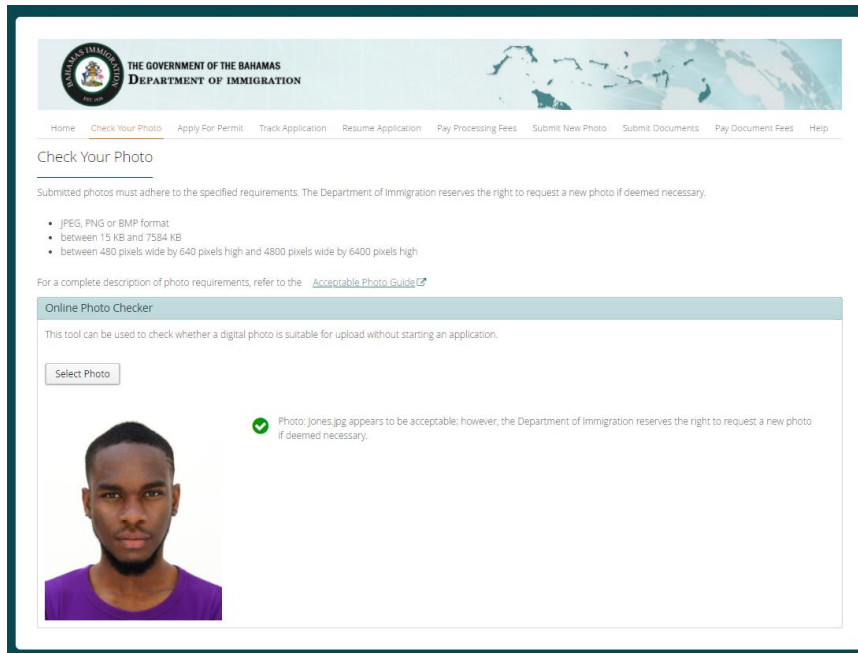 BAHAMAS IMMIGRATION
EST. 1939
THE GOVERNMENT OF THE BAHAMAS
DEPARTMENT OF IMMIGRATION
Home Check Your Photo Apply For Permit Track Application Resume Application Pay Processing Fees Submit New Photo Submit Documents Pay Document Fees Help
Check Your Photo
Submitted photos must adhere to the specified requirements. The Department of Immigration reserves the right to request a new photo if deemed necessary.
• JPEG, PNG or BMP format
• between 15 KB and 7584 KB
• between 480 pixels wide by 640 pixels high and 4800 pixels wide by 6400 pixels high
For a complete description of photo requirements, refer to the Acceptable Photo Guide
Online Photo Checker
This tool can be used to check whether a digital photo is suitable for upload without starting an application.
Select Photo
Photo: Jones.jpg appears to be acceptable; however, the Department of Immigration reserves the right to request a new photo
if deemed necessary.